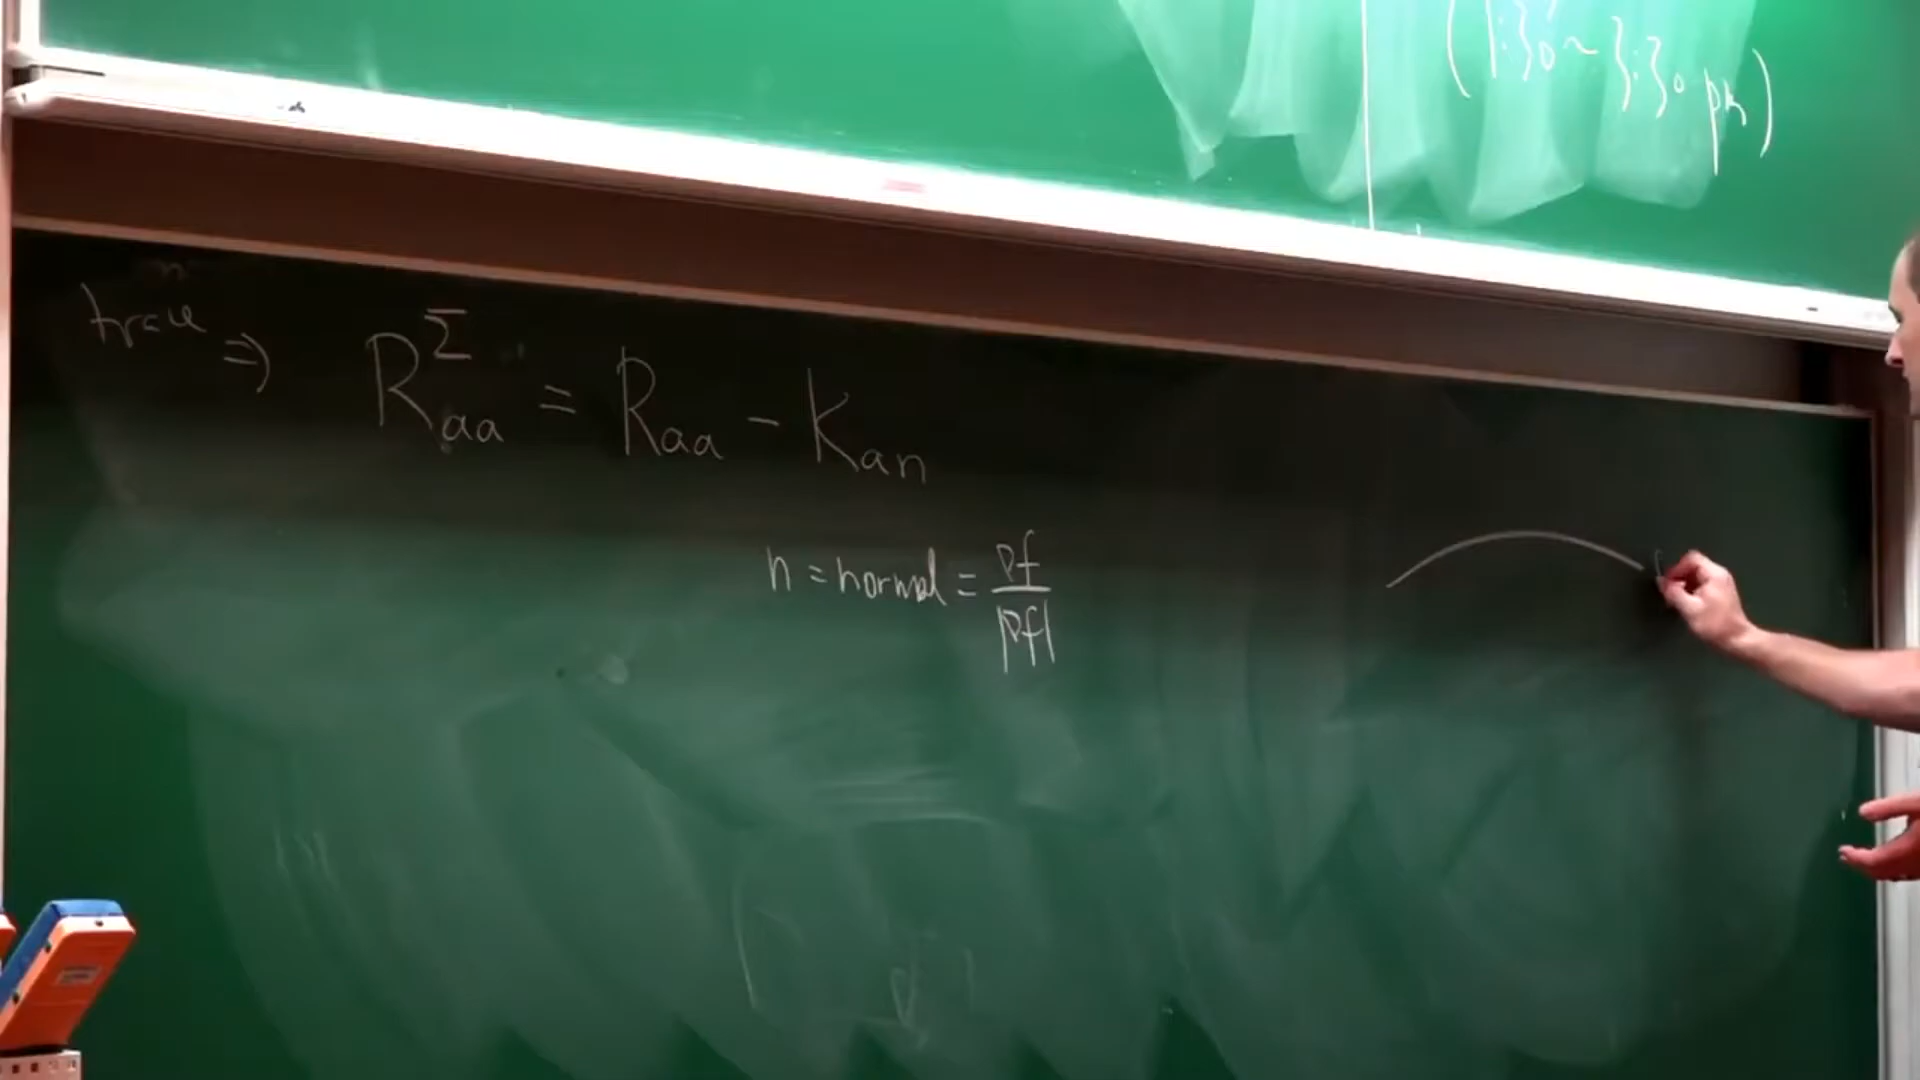 (1:30 ~ 3:30 pm)
trace ⇒ R^Σ_aa = R_aa - K_an
n = normal = ∇f / |∇f|